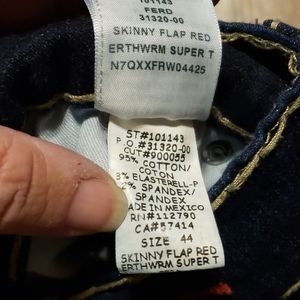 101143
FERD
31320-00
SKINNY FLAP RED
ERTHWRM SUPER T
N7QXXFRW04425
ST#101143
P.O.#31320-00
CUT#900055
95% COTTON/
COTON
3% ELASTERELL-P
2% SPANDEX/
SPANDEX
MADE IN MEXICO
RN#112790
CA#57414
SIZE 44
SKINNY FLAP RED
ERTHWRM SUPER T